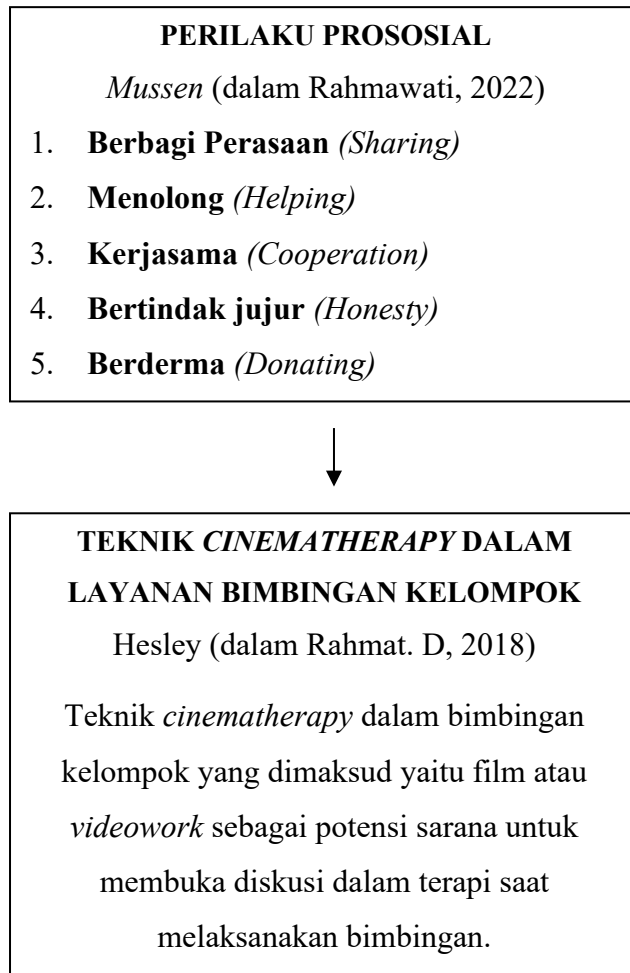 PERILAKU PROSOSIAL
Mussen (dalam Rahmawati, 2022)
1. Berbagi Perasaan (Sharing)
2. Menolong (Helping)
3. Kerjasama (Cooperation)
4. Bertindak jujur (Honesty)
5. Berderma (Donating)
TEKNIK CINEMATHERAPY DALAM
LAYANAN BIMBINGAN KELOMPOK
Hesley (dalam Rahmat. D, 2018)
Teknik cinematherapy dalam bimbingan
kelompok yang dimaksud yaitu film atau
videowork sebagai potensi sarana untuk
membuka diskusi dalam terapi saat
melaksanakan bimbingan.